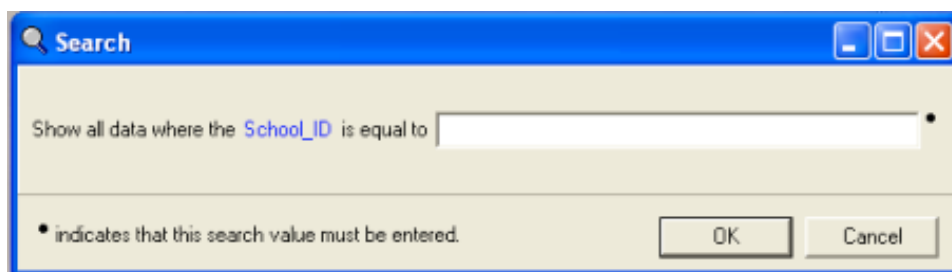 Search
Show all data where the School_ID is equal to •
• indicates that this search value must be entered.
OK Cancel